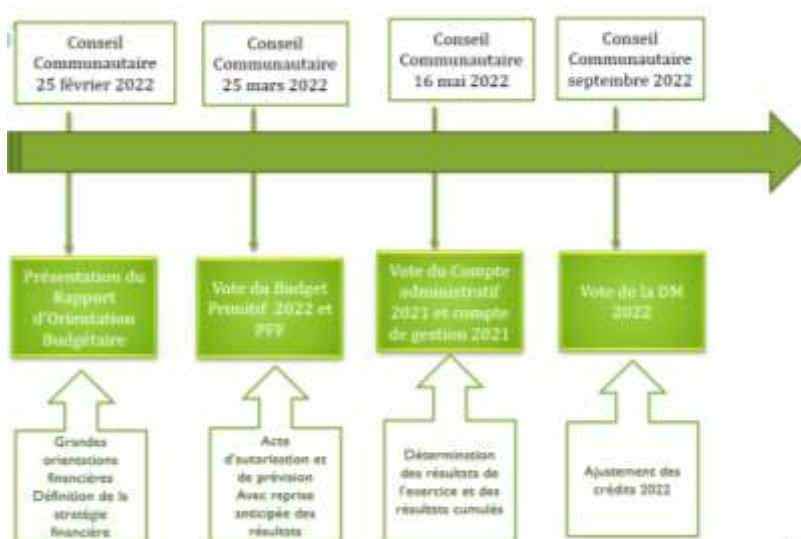 Conseil
Communautaire
25 février 2022
Conseil
Communautaire
25 mars 2022
Conseil
Communautaire
16 mai 2022
Conseil
Communautaire
septembre 2022
Présentation du
Rapport
d'Orientation
Budgétaire
Vote du Budget
Primitif 2022 et
PFF
Vote du Compte
administratif
2021 et compte
de gestion 2021
Vote de la DM
2022
Grandes
orientations
financières
Définition de la
stratégie
financière
Acte
d'autorisation et
de prévision
Avec reprise
anticipée des
résultats
Détermination
des résultats de
l'exercice et des
résultats cumulés
Ajustement des
crédits 2022